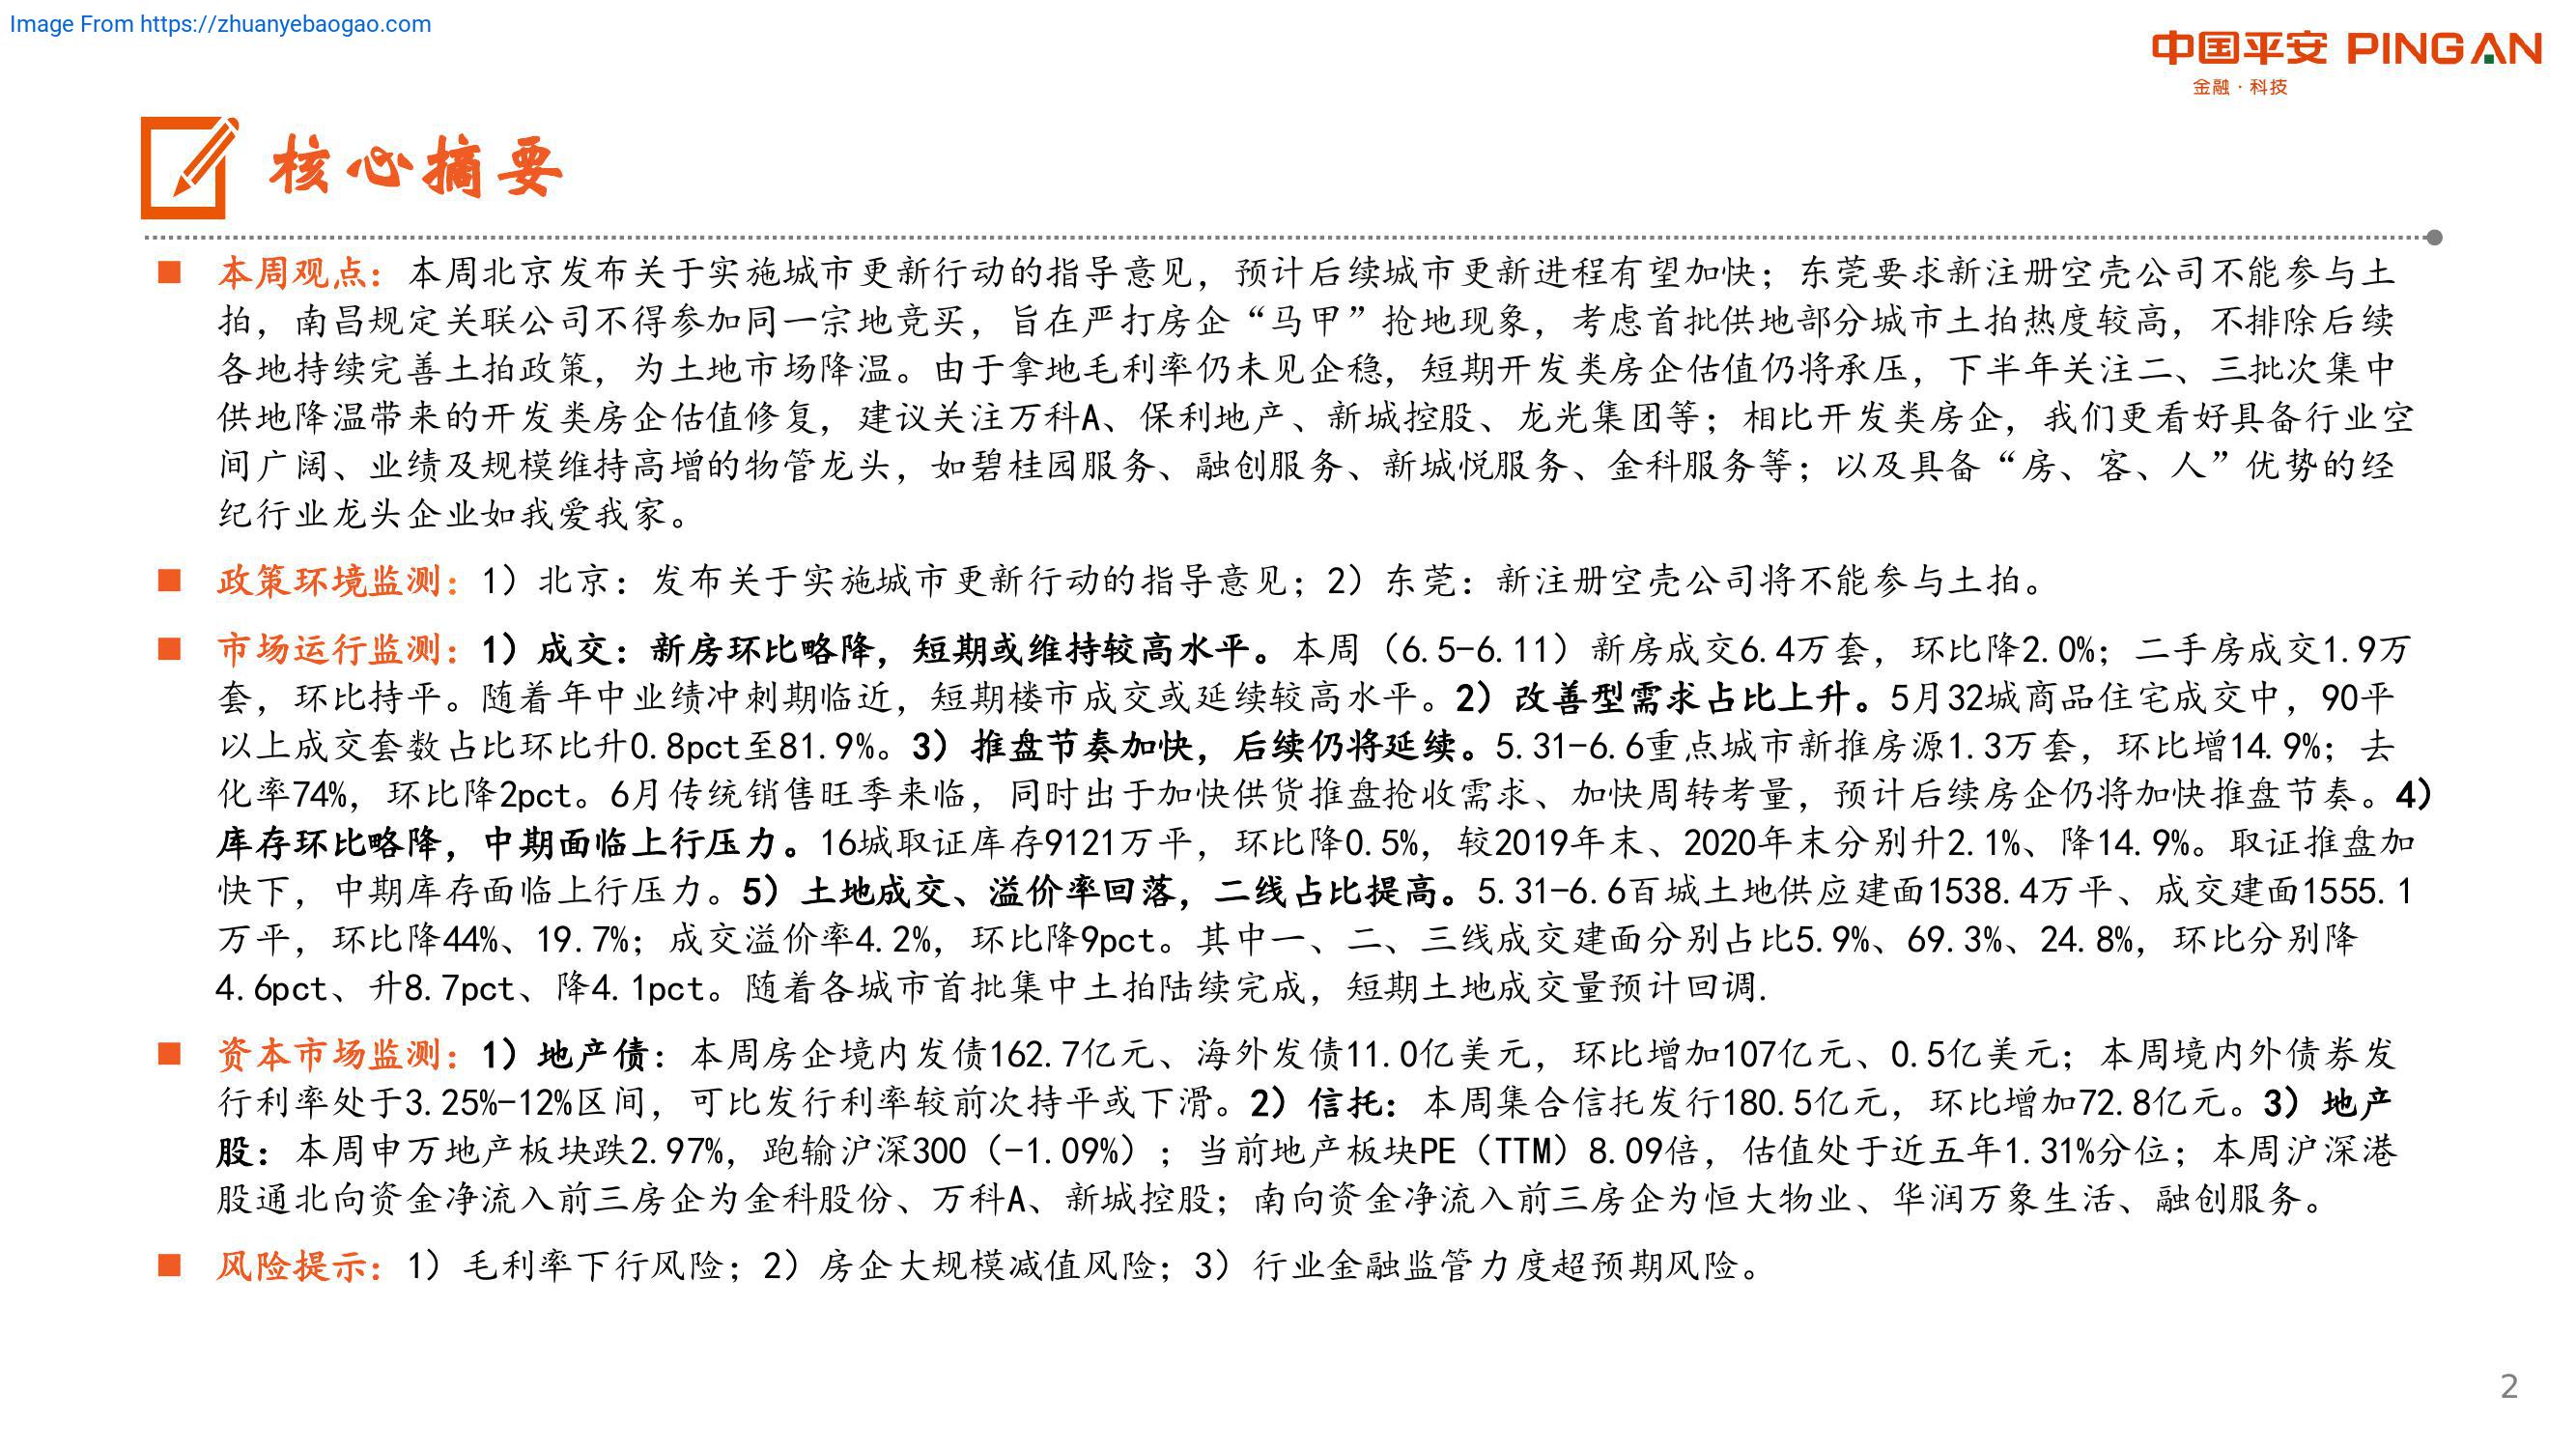 Image From https://zhuanyebaogao.com
中国平安 PINGAN
金融·科技
核心摘要
■ 本周观点：本周北京发布关于实施城市更新行动的指导意见，预计后续城市更新进程有望加快；东莞要求新注册空壳公司不能参与土
拍，南昌规定关联公司不得参加同一宗地竞买，旨在严打房企“马甲”抢地现象，考虑首批供地部分城市土拍热度较高，不排除后续
各地持续完善土拍政策，为土地市场降温。由于拿地毛利率仍未见企稳，短期开发类房企估值仍将承压，下半年关注二、三批次集中
供地降温带来的开发类房企估值修复，建议关注万科A、保利地产、新城控股、龙光集团等；相比开发类房企，我们更看好具备行业空
间广阔、业绩及规模维持高增的物管龙头，如碧桂园服务、融创服务、新城悦服务、金科服务等；以及具备“房、客、人”优势的经
纪行业龙头企业如我爱我家。
■ 政策环境监测：1）北京：发布关于实施城市更新行动的指导意见；2）东莞：新注册空壳公司将不能参与土拍。
■ 市场运行监测：1）成交：新房环比略降，短期或维持较高水平。本周（6.5-6.11）新房成交6.4万套，环比降2.0%；二手房成交1.9万
套，环比持平。随着年中业绩冲刺期临近，短期楼市成交或延续较高水平。2）改善型需求占比上升。5月32城商品住宅成交中，90平
以上成交套数占比环比升0.8pct至81.9%。3）推盘节奏加快，后续仍将延续。5.31-6.6重点城市新推房源1.3万套，环比增14.9%；去
化率74%，环比降2pct。6月传统销售旺季来临，同时出于加快供货推盘抢收需求、加快周转考量，预计后续房企仍将加快推盘节奏。4）
库存环比略降，中期面临上行压力。16城取证库存9121万平，环比降0.5%，较2019年末、2020年末分别升2.1%、降14.9%。取证推盘加
快下，中期库存面临上行压力。5）土地成交、溢价率回落，二线占比提高。5.31-6.6百城土地供应建面1538.4万平、成交建面1555.1
万平，环比降44%、19.7%；成交溢价率4.2%，环比降9pct。其中一、二、三线成交建面分别占比5.9%、69.3%、24.8%，环比分别降
4.6pct、升8.7pct、降4.1pct。随着各城市首批集中土拍陆续完成，短期土地成交量预计回调.
■ 资本市场监测：1）地产债：本周房企境内发债162.7亿元、海外发债11.0亿美元，环比增加107亿元、0.5亿美元；本周境内外债券发
行利率处于3.25%-12%区间，可比发行利率较前次持平或下滑。2）信托：本周集合信托发行180.5亿元，环比增加72.8亿元。3）地产
股：本周申万地产板块跌2.97%，跑输沪深300（-1.09%）；当前地产板块PE（TTM）8.09倍，估值处于近五年1.31%分位；本周沪深港
股通北向资金净流入前三房企为金科股份、万科A、新城控股；南向资金净流入前三房企为恒大物业、华润万象生活、融创服务。
■ 风险提示：1）毛利率下行风险；2）房企大规模减值风险；3）行业金融监管力度超预期风险。
2